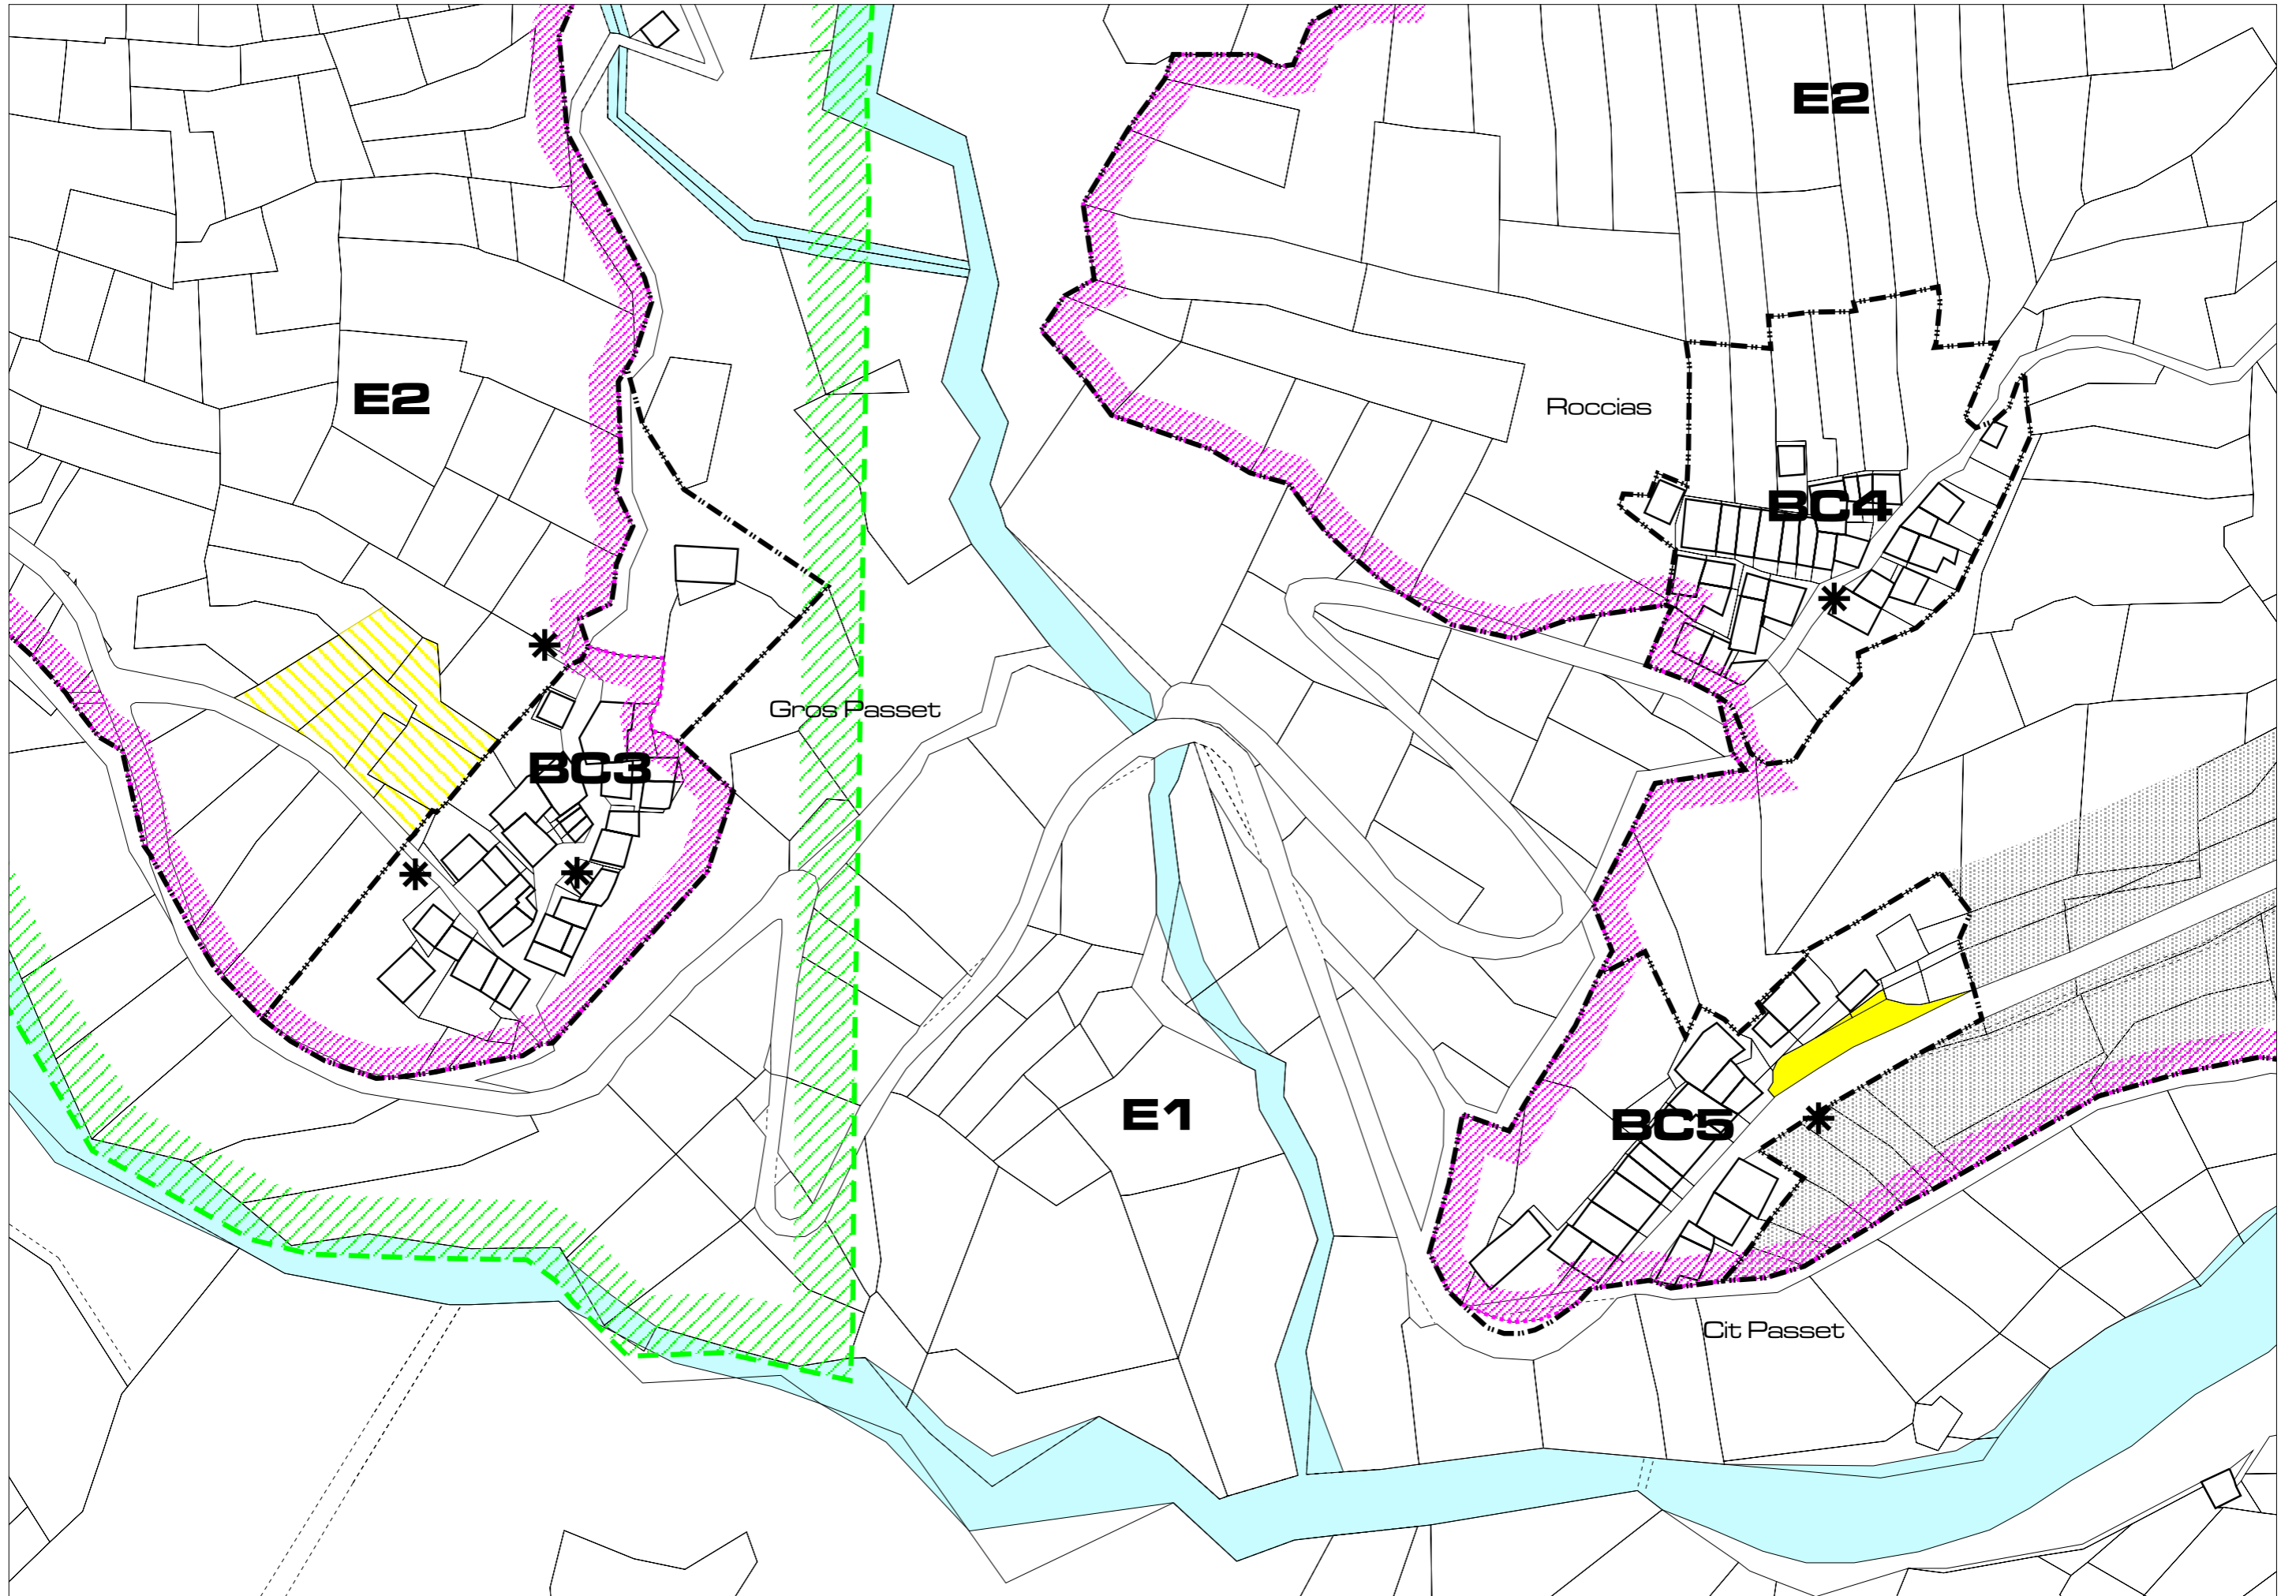 E2
E2
Roccias
BC4
Gros Passet
BC3
E1
BC5
Cit Passet